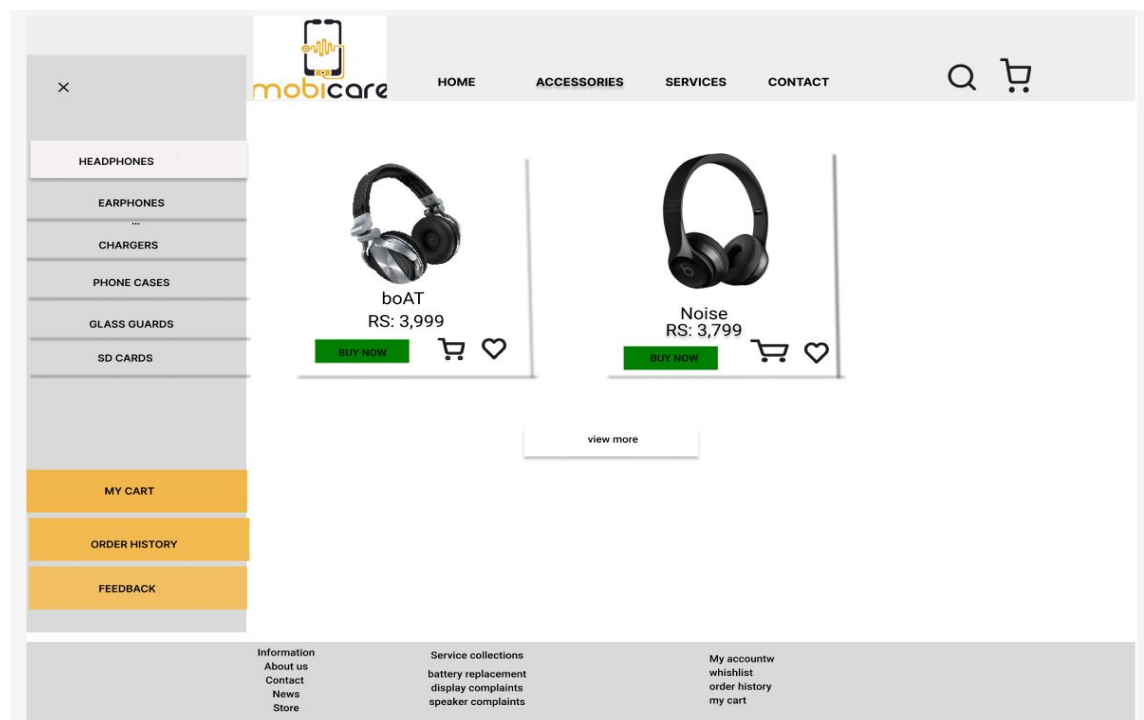 mobicare
HOME ACCESSORIES SERVICES CONTACT
HEADPHONES
EARPHONES
...
CHARGERS
PHONE CASES
GLASS GUARDS
SD CARDS
MY CART
ORDER HISTORY
FEEDBACK
boAT
RS: 3,999
BUY NOW
Noise
RS: 3,799
BUY NOW
view more
Information
About us
Contact
News
Store
Service collections
battery replacement
display complaints
speaker complaints
My accountw
whishlist
order history
my cart